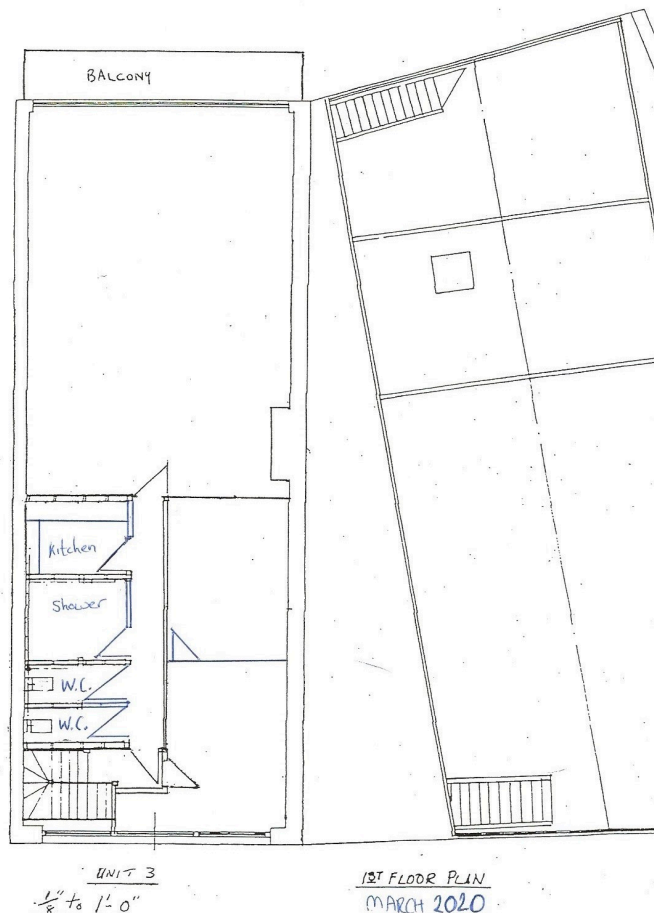 BALCONY
Kitchen
Shower
W.C.
W.C.
UNIT 3
1/8" to 1'-0"
1ST FLOOR PLAN
MARCH 2020